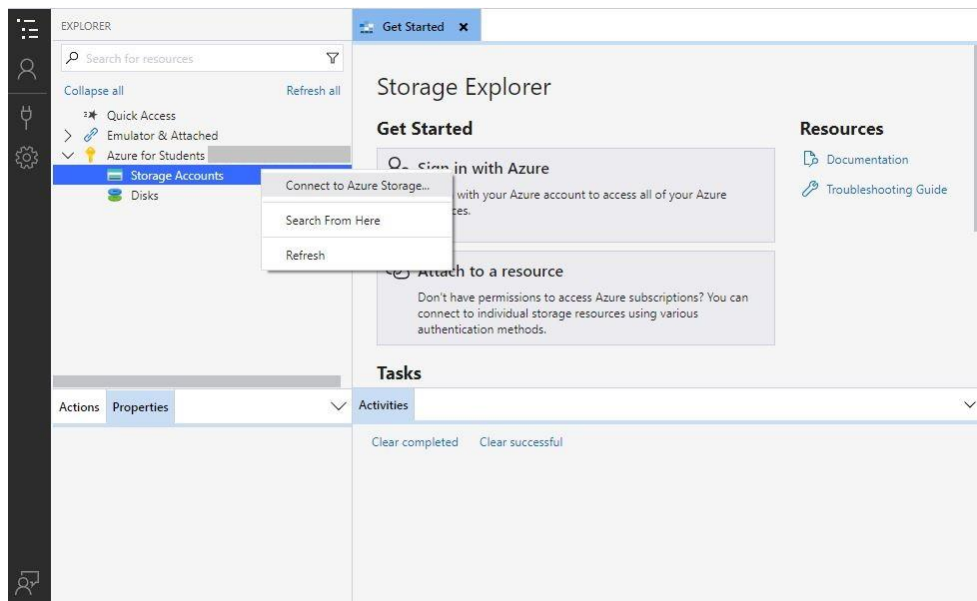 EXPLORER
Search for resources
Collapse all
Refresh all
Quick Access
Emulator & Attached
Azure for Students
Storage Accounts
Disks
Connect to Azure Storage...
Search From Here
Refresh
Get Started
Storage Explorer
Get Started
Sign in with Azure
with your Azure account to access all of your Azure
Attach to a resource
Don't have permissions to access Azure subscriptions? You can
connect to individual storage resources using various
authentication methods.
Resources
Documentation
Troubleshooting Guide
Tasks
Actions
Properties
Activities
Clear completed
Clear successful